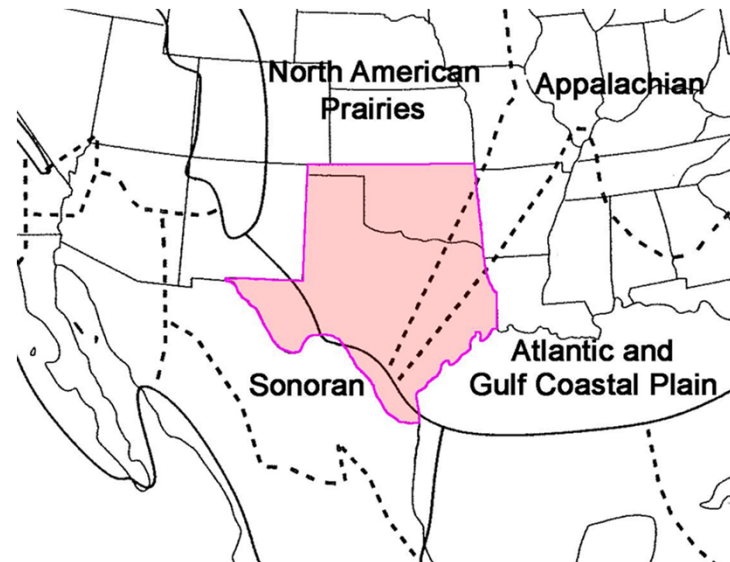 North American
Prairies
Appalachian
Sonoran
Atlantic and
Gulf Coastal Plain